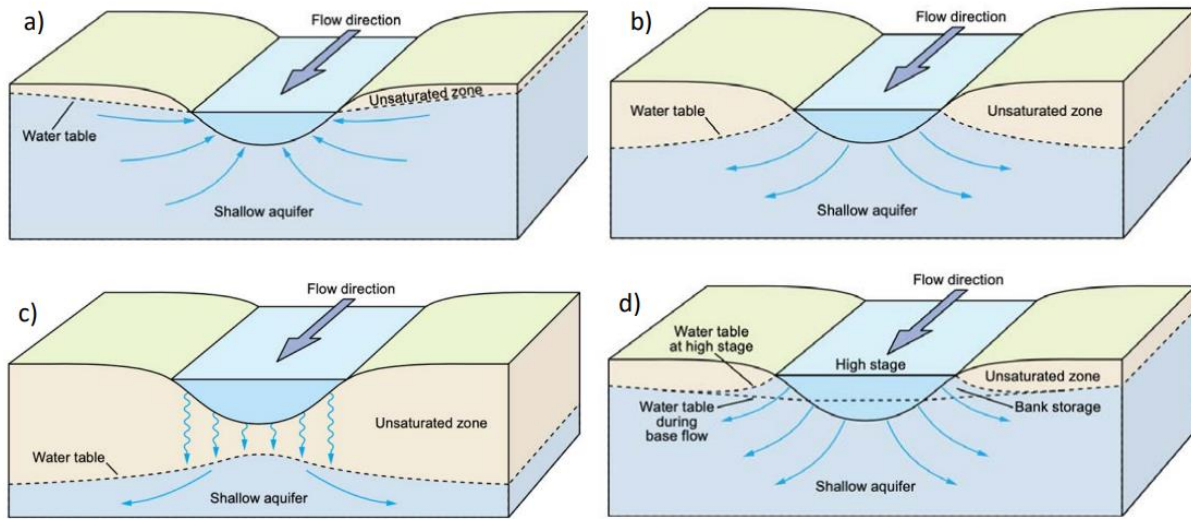 a)
Flow direction
Unsaturated zone
Water table
Shallow aquifer
b)
Flow direction
Water table
Unsaturated zone
Shallow aquifer
c)
Flow direction
Unsaturated zone
Water table
Shallow aquifer
d)
Flow direction
Water table
at high stage
High stage
Unsaturated zone
Water table
during
base flow
Bank storage
Shallow aquifer